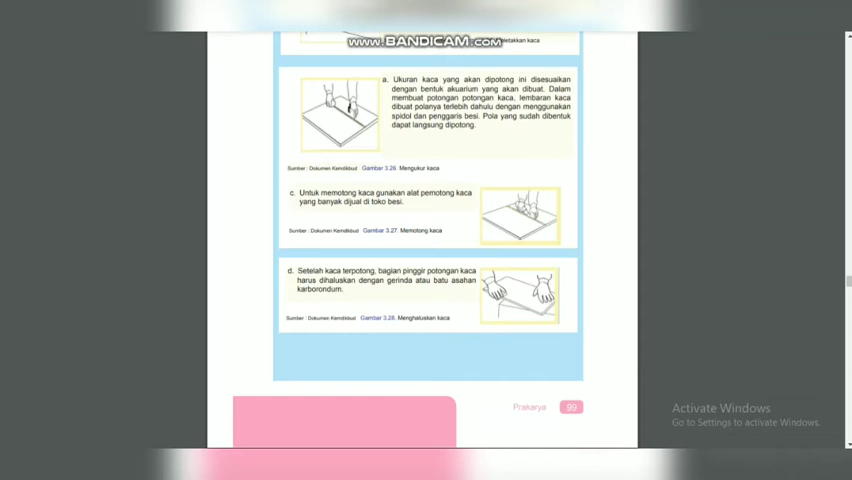 www.BANDICAM.com
letakkan kaca
a. Ukuran kaca yang akan dipotong ini disesuaikan
dengan bentuk akuarium yang akan dibuat. Dalam
membuat potongan potongan kaca, lembaran kaca
dibuat polanya terlebih dahulu dengan menggunakan
spidol dan penggaris besi. Pola yang sudah dibentuk
dapat langsung dipotong.
Sumber : Dokumen Kemdikbud Gambar 3.26 Mengukur kaca
c. Untuk memotong kaca gunakan alat pemotong kaca
yang banyak dijual di toko besi.
Sumber : Dokumen Kemdikbud Gambar 3.27. Memotong kaca
d. Setelah kaca terpotong, bagian pinggir potongan kaca
harus dihaluskan dengan gerinda atau batu asahan
karborondum.
Sumber : Dokumen Kemdikbud Gambar 3.28. Menghaluskan kaca
Prakarya 99
Activate Windows
Go to Settings to activate Windows.